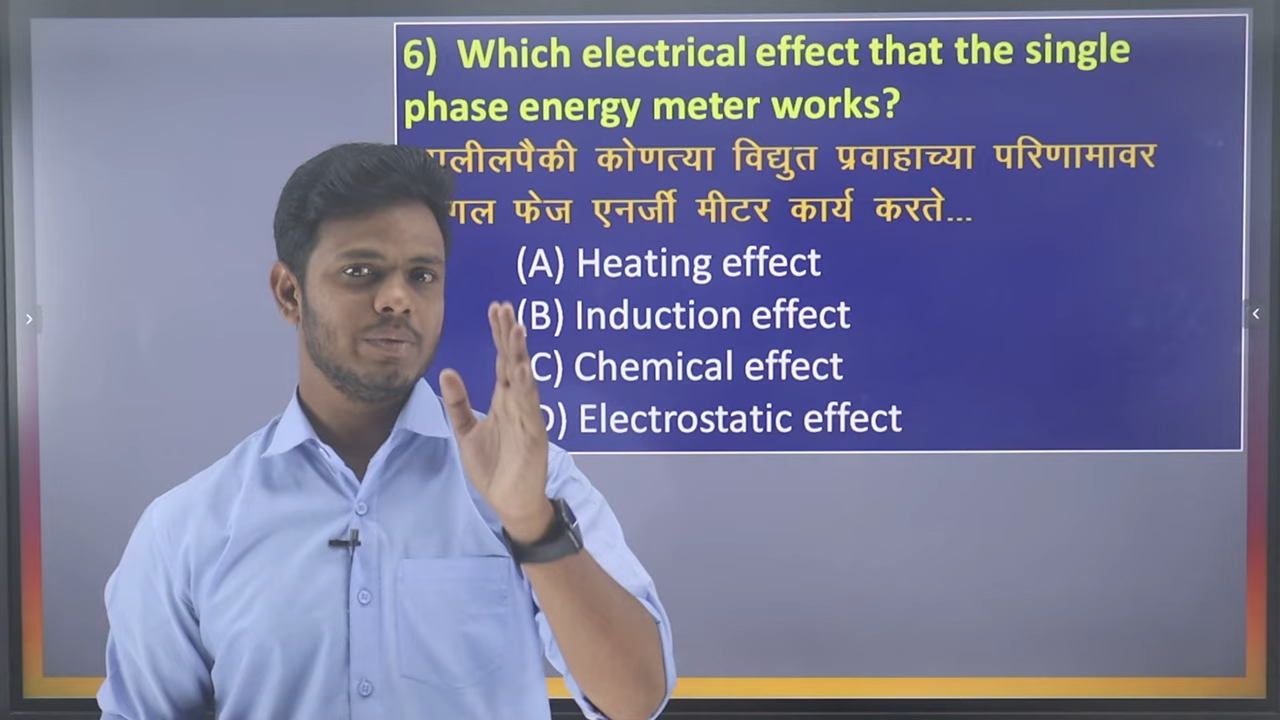 6) Which electrical effect that the single
phase energy meter works?
कोणत्या विद्युत प्रवाहाच्या परिणामावर
फेज एनर्जी मीटर कार्य करते...
(A) Heating effect
(B) Induction effect
C) Chemical effect
D) Electrostatic effect